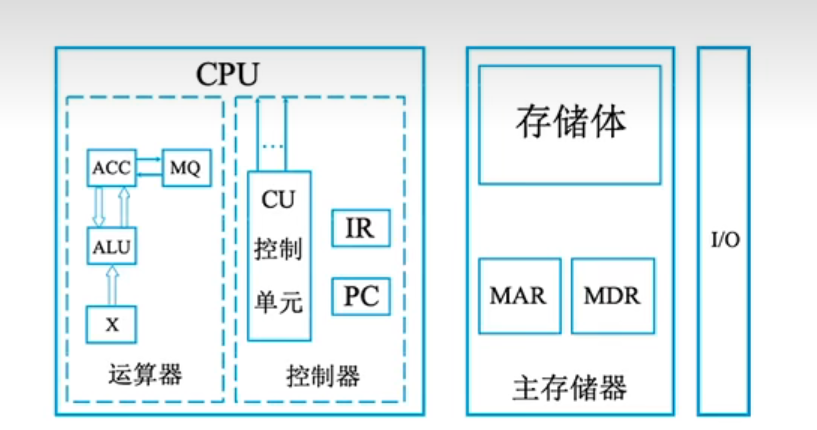 CPU
ACC
MQ
ALU
X
运算器
...
CU
控制
单元
IR
PC
控制器
存储体
MAR
MDR
主存储器
I/O